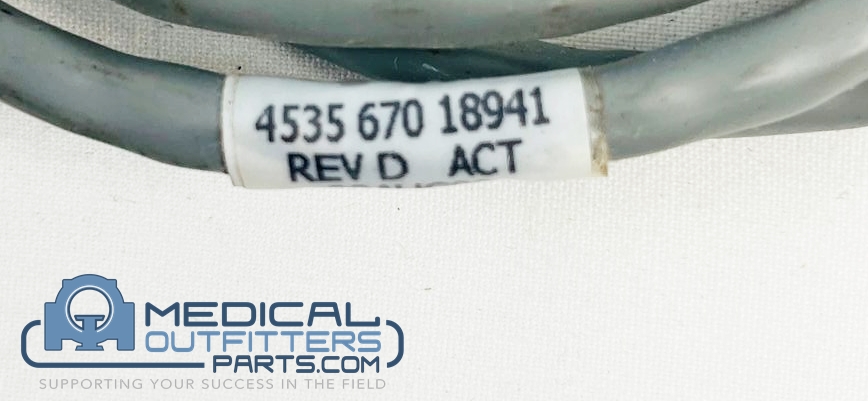 4535 670 18941
REV D ACT
MEDICAL
OUTFITTERS
PARTS.COM
SUPPORTING YOUR SUCCESS IN THE FIELD